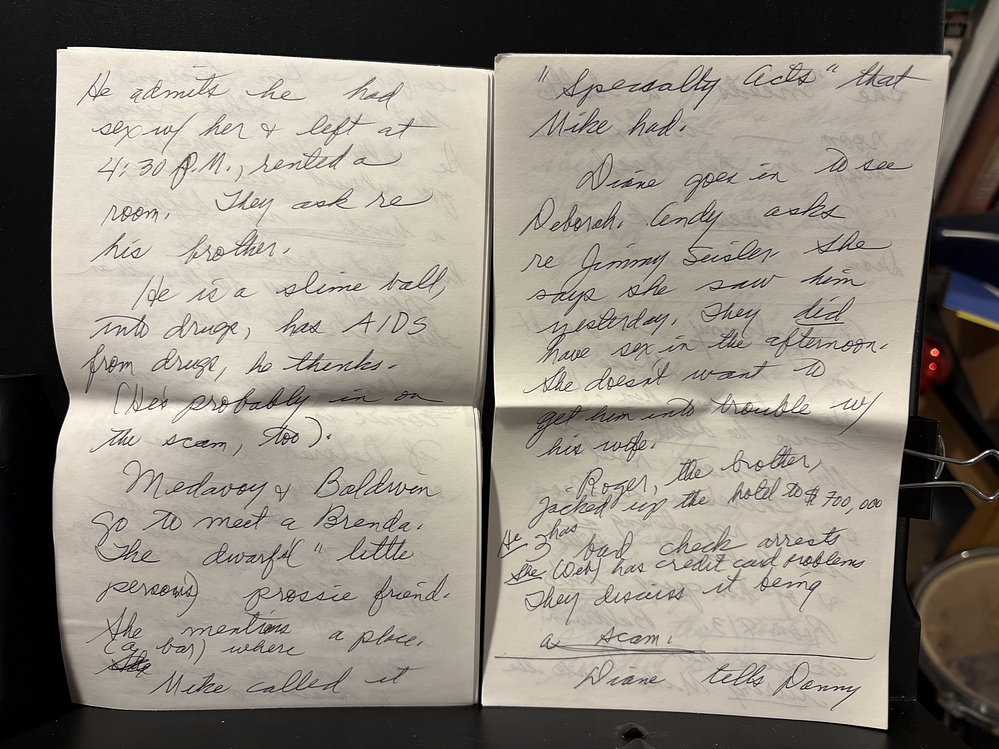 He admits he had
sex w/ her & left at
4:30 P.M., rented a
room. They ask re
his brother.
He is a slime ball,
into drugs, has AIDS
from drugs, he thinks.
(He's probably in on
the scam, too).
Medavoy & Baldwin
go to meet a Brenda.
The dwarf's (" little
person's) prossie friend.
She mentions a place,
(a bar) where
Mike called it
"Specialty Acts" that
Mike had.
Diane goes in to see
Deborah. Andy asks
re Jimmy Seisler. She
says she saw him
yesterday. They did
have sex in the afternoon.
She doesn't want to
get him into trouble w/
his wife.
- Roger, the brother,
jacked up the hold to $700,000
He has
2 bad check arrests
She (Deb) has credit card problems
They discuss it being
a scam.
Diane tells Danny